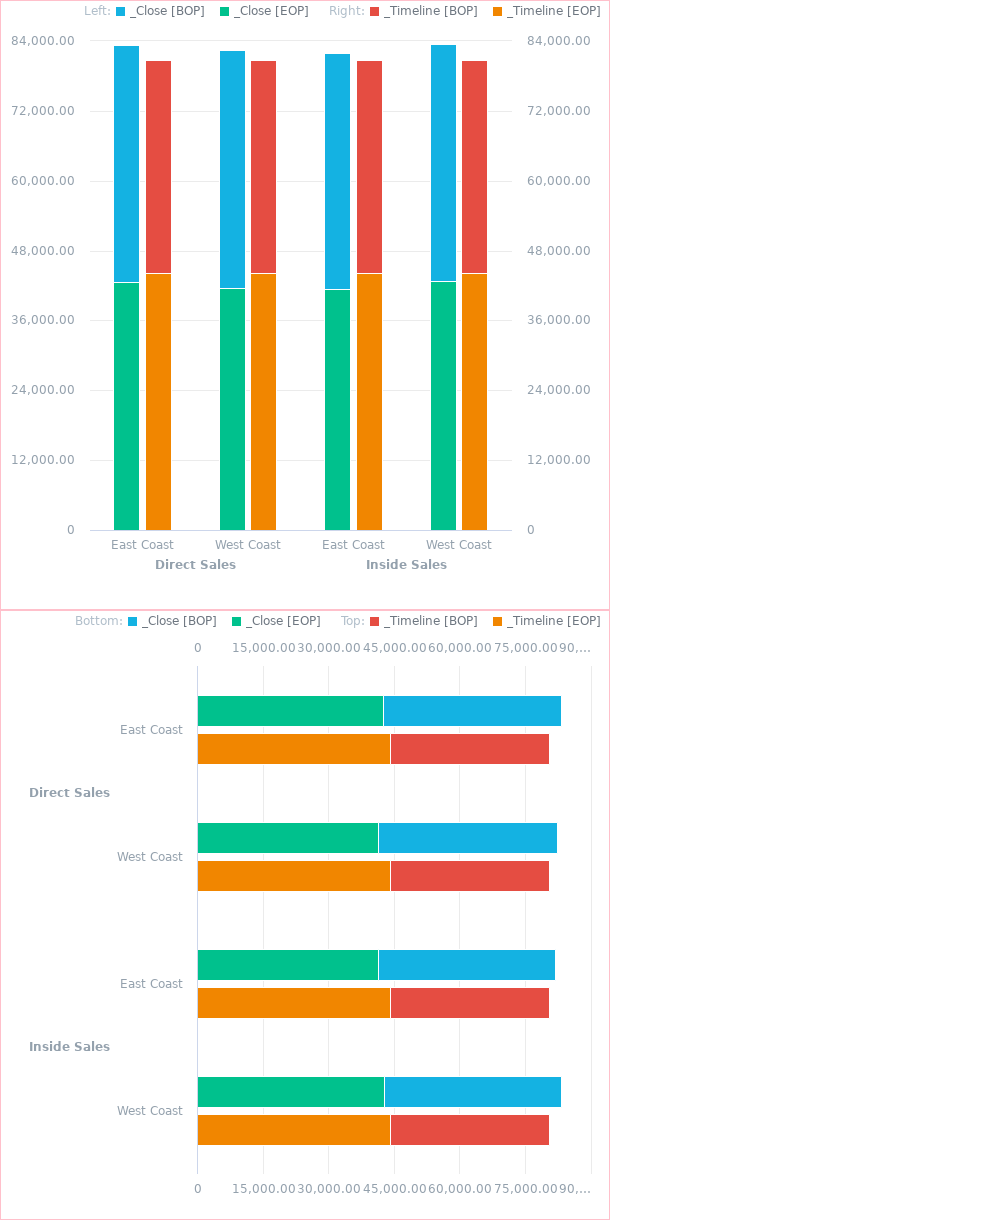 Left: _Close [BOP] _Close [EOP] Right: _Timeline [BOP] _Timeline [EOP]
84,000.00 84,000.00
72,000.00 72,000.00
60,000.00 60,000.00
48,000.00 48,000.00
36,000.00 36,000.00
24,000.00 24,000.00
12,000.00 12,000.00
0 0
East Coast West Coast East Coast West Coast
Direct Sales Inside Sales
Bottom: _Close [BOP] _Close [EOP] Top: _Timeline [BOP] _Timeline [EOP]
0 15,000.00 30,000.00 45,000.00 60,000.00 75,000.00 90,...
East Coast
Direct Sales
West Coast
East Coast
Inside Sales
West Coast
0 15,000.00 30,000.00 45,000.00 60,000.00 75,000.00 90,...